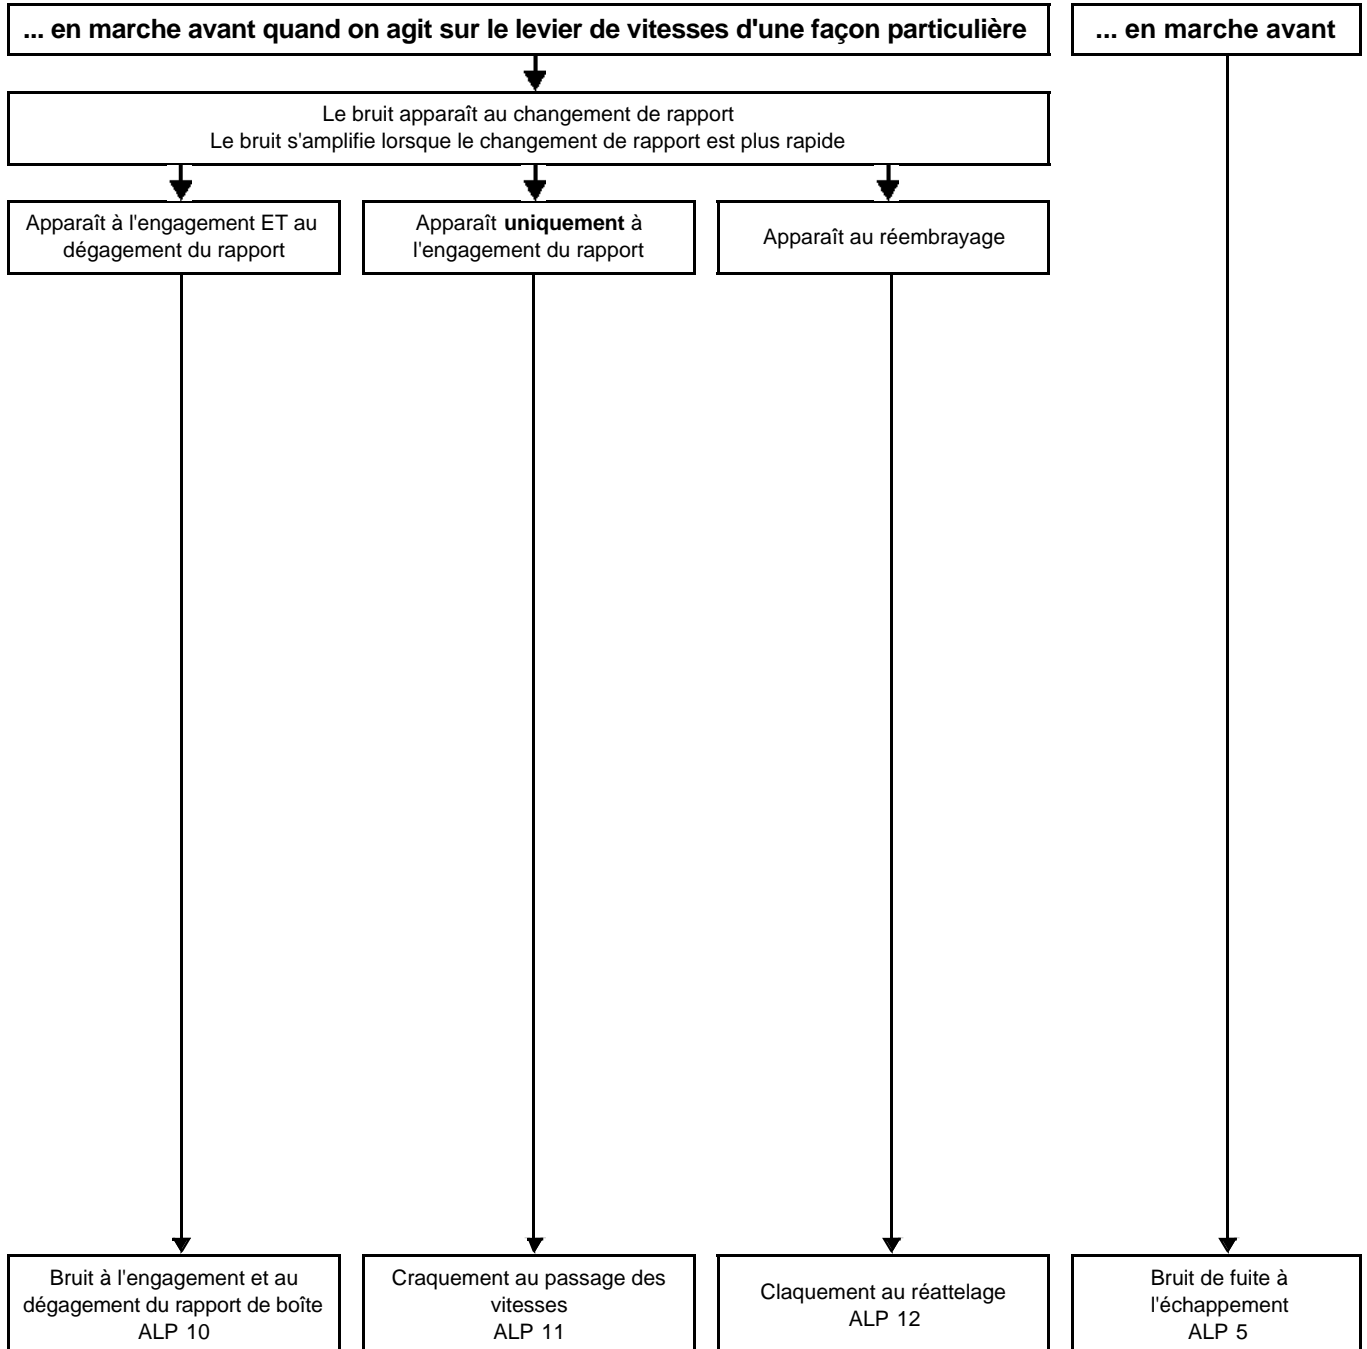 ... en marche avant quand on agit sur le levier de vitesses d'une façon particulière
... en marche avant
Le bruit apparaît au changement de rapport
Le bruit s'amplifie lorsque le changement de rapport est plus rapide
Apparaît à l'engagement ET au
dégagement du rapport
Apparaît uniquement à
l'engagement du rapport
Apparaît au réembrayage
Bruit à l'engagement et au
dégagement du rapport de boîte
ALP 10
Craquement au passage des
vitesses
ALP 11
Claquement au réattelage
ALP 12
Bruit de fuite à
l'échappement
ALP 5